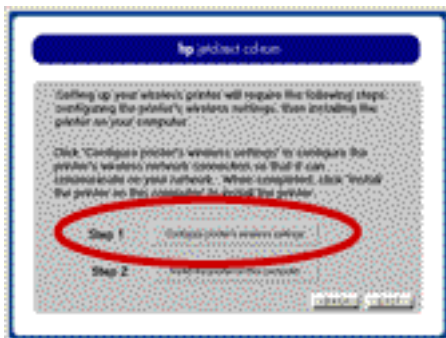 hp jetdirect cd-rom
Setting up your wireless printer will require the following steps:
configuring the printer's wireless settings, then installing the
printer on your computer
Click 'Configure printer's wireless settings' to configure the
printer's wireless network connection so that it can
communicate on your network. When completed, click 'Install
the printer on this computer' to install the printer.
Step 1 Configure printer's wireless settings
Step 2 Install the printer on this computer